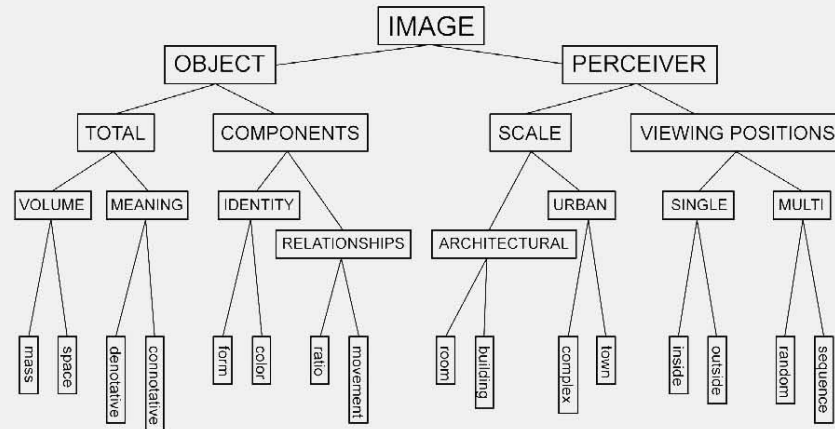 IMAGE
OBJECT
PERCEIVER
TOTAL
COMPONENTS
SCALE
VIEWING POSITIONS
VOLUME
MEANING
IDENTITY
URBAN
SINGLE
MULTI
RELATIONSHIPS
ARCHITECTURAL
mass
space
denotative
connotative
form
color
ratio
movement
room
building
complex
town
inside
outside
random
sequence